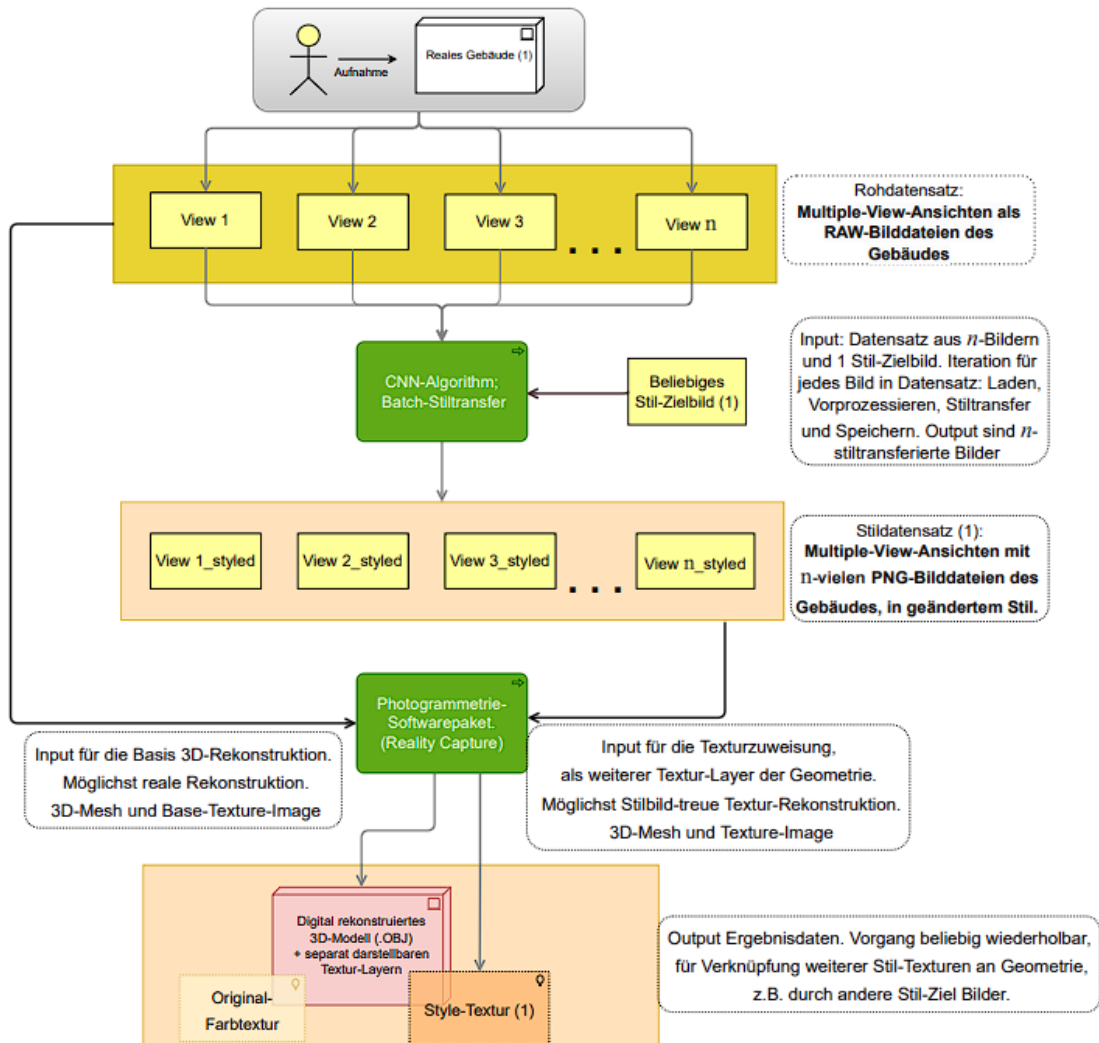 Aufnahme
Reales Gebäude (1)
View 1
View 2
View 3
. . .
View n
Rohdatensatz:
Multiple-View-Ansichten als
RAW-Bilddateien des
Gebäudes
CNN-Algorithm;
Batch-Stiltransfer
Beliebiges
Stil-Zielbild (1)
Input: Datensatz aus n-Bildern
und 1 Stil-Zielbild. Iteration für
jedes Bild in Datensatz: Laden,
Vorprozessieren, Stiltransfer
und Speichern. Output sind n-
stiltransferierte Bilder
View 1_styled
View 2_styled
View 3_styled
. . .
View n_styled
Stildatensatz (1):
Multiple-View-Ansichten mit
n-vielen PNG-Bilddateien des
Gebäudes, in geändertem Stil.
Photogrammetrie-
Softwarepaket.
(Reality Capture)
Input für die Basis 3D-Rekonstruktion.
Möglichst reale Rekonstruktion.
3D-Mesh und Base-Texture-Image
Input für die Texturzuweisung,
als weiterer Textur-Layer der Geometrie.
Möglichst Stilbild-treue Textur-Rekonstruktion.
3D-Mesh und Texture-Image
Digital rekonstruiertes
3D-Modell (.OBJ)
+ separat darstellbaren
Textur-Layern
Original-
Farbtextur
Style-Textur (1)
Output Ergebnisdaten. Vorgang beliebig wiederholbar,
für Verknüpfung weiterer Stil-Texturen an Geometrie,
z.B. durch andere Stil-Ziel Bilder.